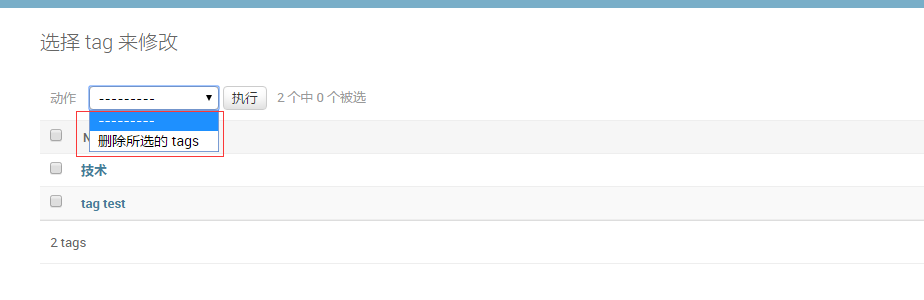 选择 tag 来修改
动作 --------- 执行 2 个中 0 个被选
---------
删除所选的 tags
技术
tag test
2 tags